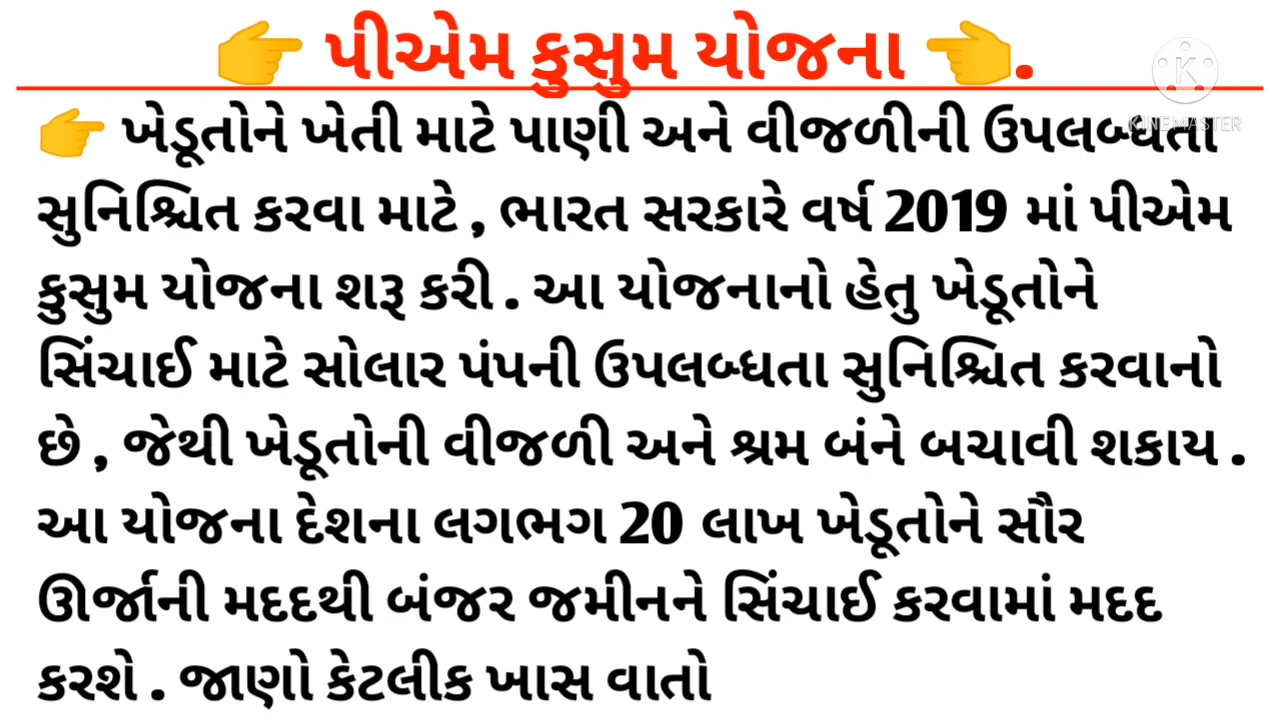 👉 પીએમ કુસુમ યોજના 👈.
KINEMASTER
👉 ખેડૂતોને ખેતી માટે પાણી અને વીજળીની ઉપલબ્ધતા
સુનિશ્ચિત કરવા માટે , ભારત સરકારે વર્ષ 2019 માં પીએમ
કુસુમ યોજના શરૂ કરી . આ યોજનાનો હેતુ ખેડૂતોને
સિંચાઈ માટે સોલાર પંપની ઉપલબ્ધતા સુનિશ્ચિત કરવાનો
છે , જેથી ખેડૂતોની વીજળી અને શ્રમ બંને બચાવી શકાય .
આ યોજના દેશના લગભગ 20 લાખ ખેડૂતોને સૌર
ઊર્જાની મદદથી બંજર જમીનને સિંચાઈ કરવામાં મદદ
કરશે . જાણો કેટલીક ખાસ વાતો